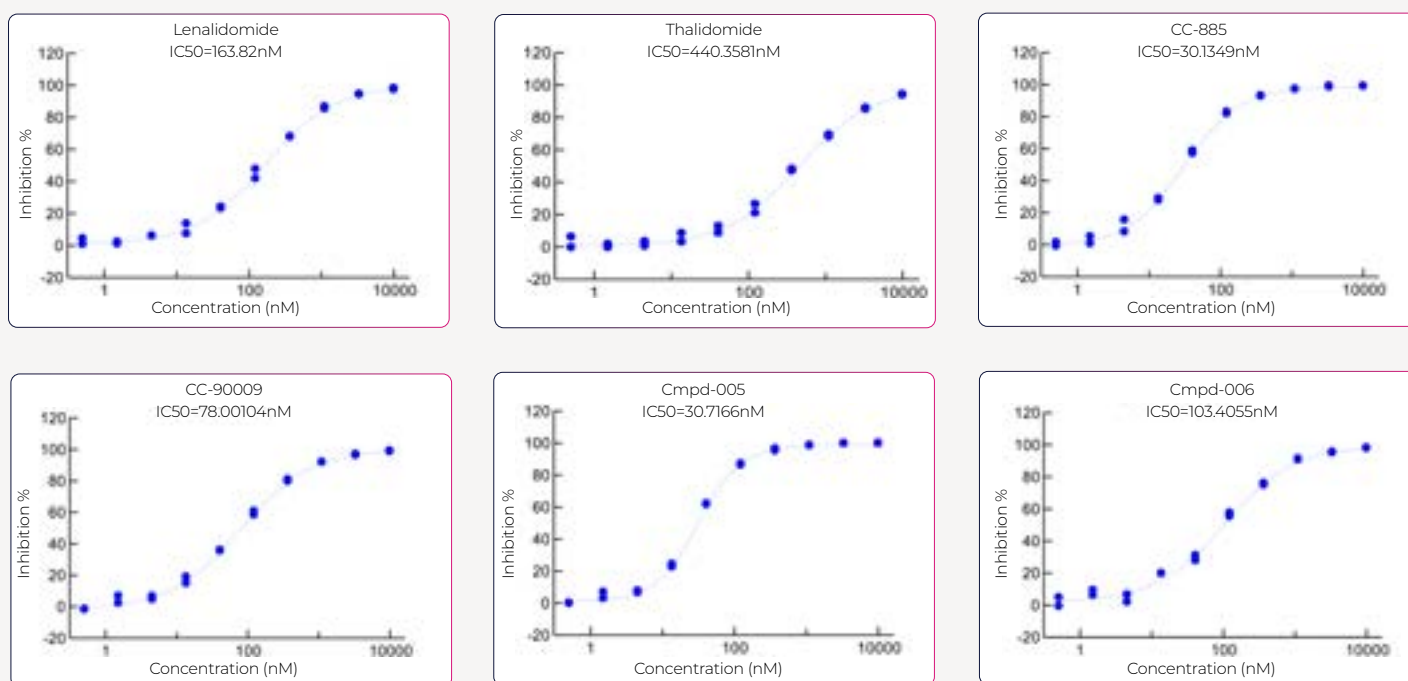 Lenalidomide
IC50=163.82nM
120
100
80
60
40
20
0
-20
Inhibition %
1
100
10000
Concentration (nM)
Thalidomide
IC50=440.3581nM
120
100
80
60
40
20
0
-20
Inhibition %
1
100
10000
Concentration (nM)
CC-885
IC50=30.1349nM
120
100
80
60
40
20
0
-20
Inhibition %
1
100
10000
Concentration (nM)
CC-90009
IC50=78.00104nM
120
100
80
60
40
20
0
-20
Inhibition %
1
100
10000
Concentration (nM)
Cmpd-005
IC50=30.7166nM
120
100
80
60
40
20
0
-20
Inhibition %
1
100
10000
Concentration (nM)
Cmpd-006
IC50=103.4055nM
120
100
80
60
40
20
0
-20
Inhibition %
1
100
10000
Concentration (nM)